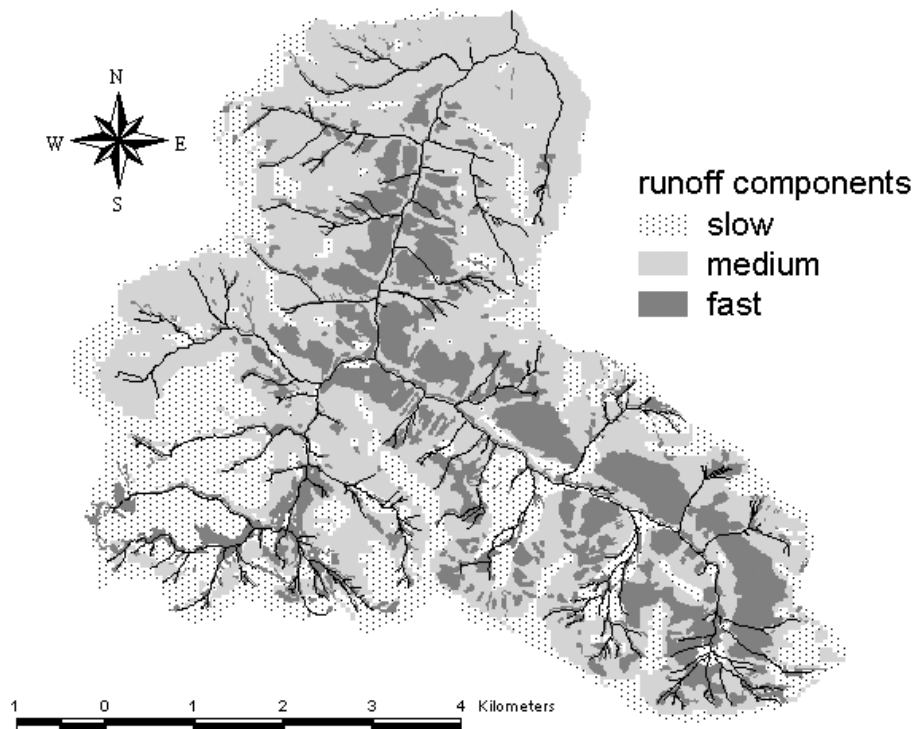 N
W E
S
runoff components
slow
medium
fast
1 0 1 2 3 4 Kilometers